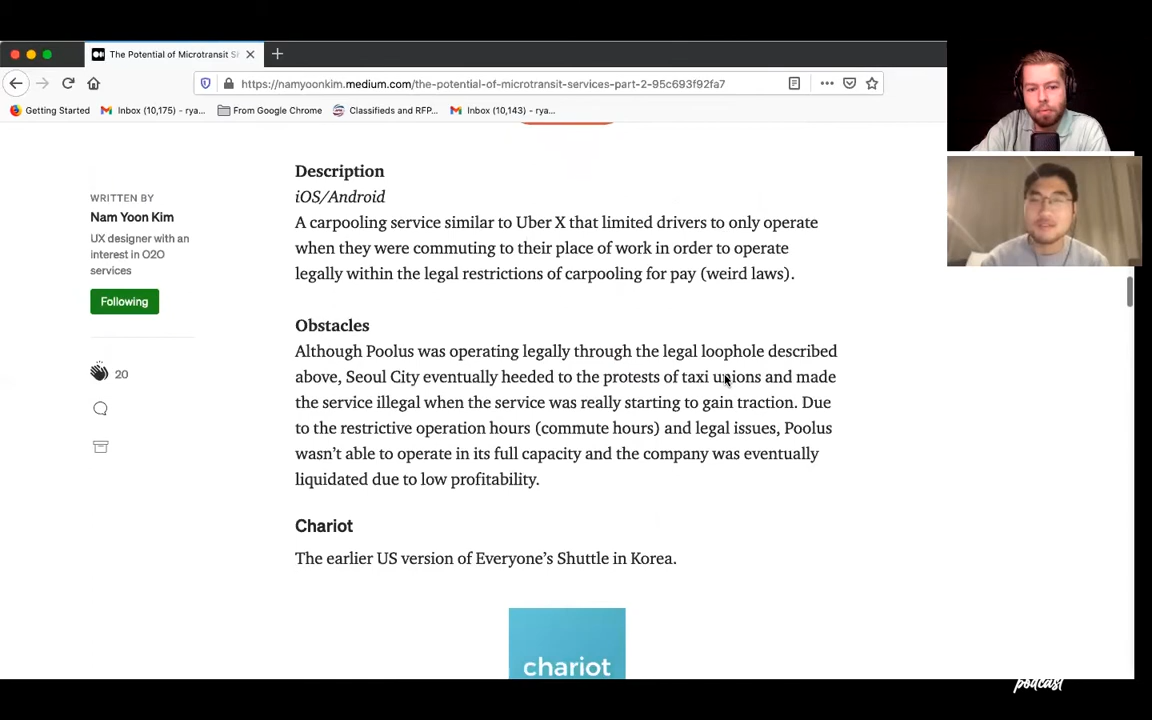 The Potential of Microtransit S
https://namyoonkim.medium.com/the-potential-of-microtransit-services-part-2-95c693f92fa7
Getting Started
Inbox (10,175) - rya...
From Google Chrome
Classifieds and RFP...
Inbox (10,143) - rya...
WRITTEN BY
Nam Yoon Kim
UX designer with an
interest in O2O
services
Following
20
Description
iOS/Android
A carpooling service similar to Uber X that limited drivers to only operate
when they were commuting to their place of work in order to operate
legally within the legal restrictions of carpooling for pay (weird laws).
Obstacles
Although Poolus was operating legally through the legal loophole described
above, Seoul City eventually heeded to the protests of taxi unions and made
the service illegal when the service was really starting to gain traction. Due
to the restrictive operation hours (commute hours) and legal issues, Poolus
wasn't able to operate in its full capacity and the company was eventually
liquidated due to low profitability.
Chariot
The earlier US version of Everyone's Shuttle in Korea.
chariot
podcast